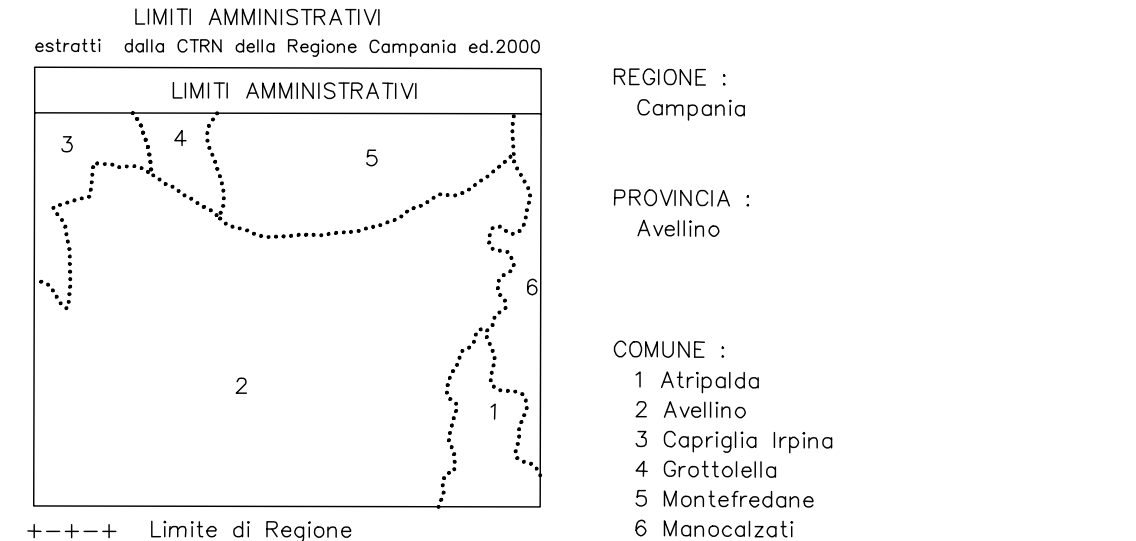 LIMITI AMMINISTRATIVI
estratti dalla CTRN della Regione Campania ed.2000
LIMITI AMMINISTRATIVI
3
4
5
6
2
1
+-+-+ Limite di Regione
REGIONE :
Campania
PROVINCIA :
Avellino
COMUNE :
1 Atripalda
2 Avellino
3 Capriglia Irpina
4 Grottolella
5 Montefredane
6 Manocalzati